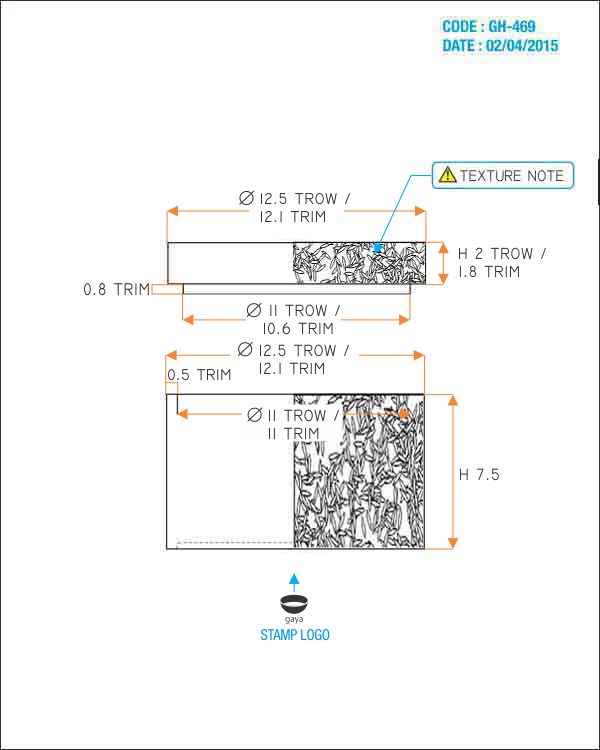 CODE : GH-469
DATE : 02/04/2015
TEXTURE NOTE
Ø 12.5 TROW /
12.1 TRIM
H 2 TROW /
1.8 TRIM
0.8 TRIM
Ø 11 TROW /
10.6 TRIM
Ø 12.5 TROW /
12.1 TRIM
0.5 TRIM
Ø 11 TROW /
11 TRIM
H 7.5
gaya
STAMP LOGO